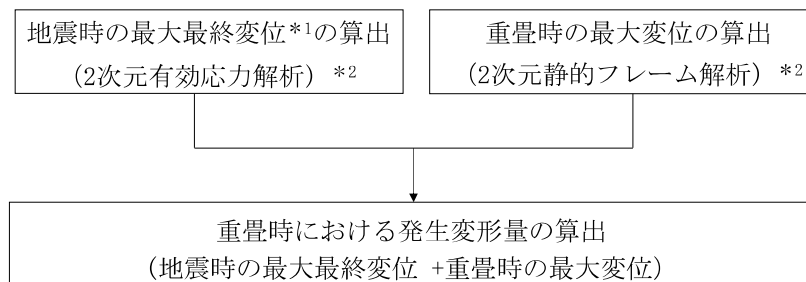 地震時の最大最終変位*1の算出
(2次元有効応力解析) *2
重畳時の最大変位の算出
(2次元静的フレーム解析) *2
重畳時における発生変形量の算出
(地震時の最大最終変位 +重畳時の最大変位)